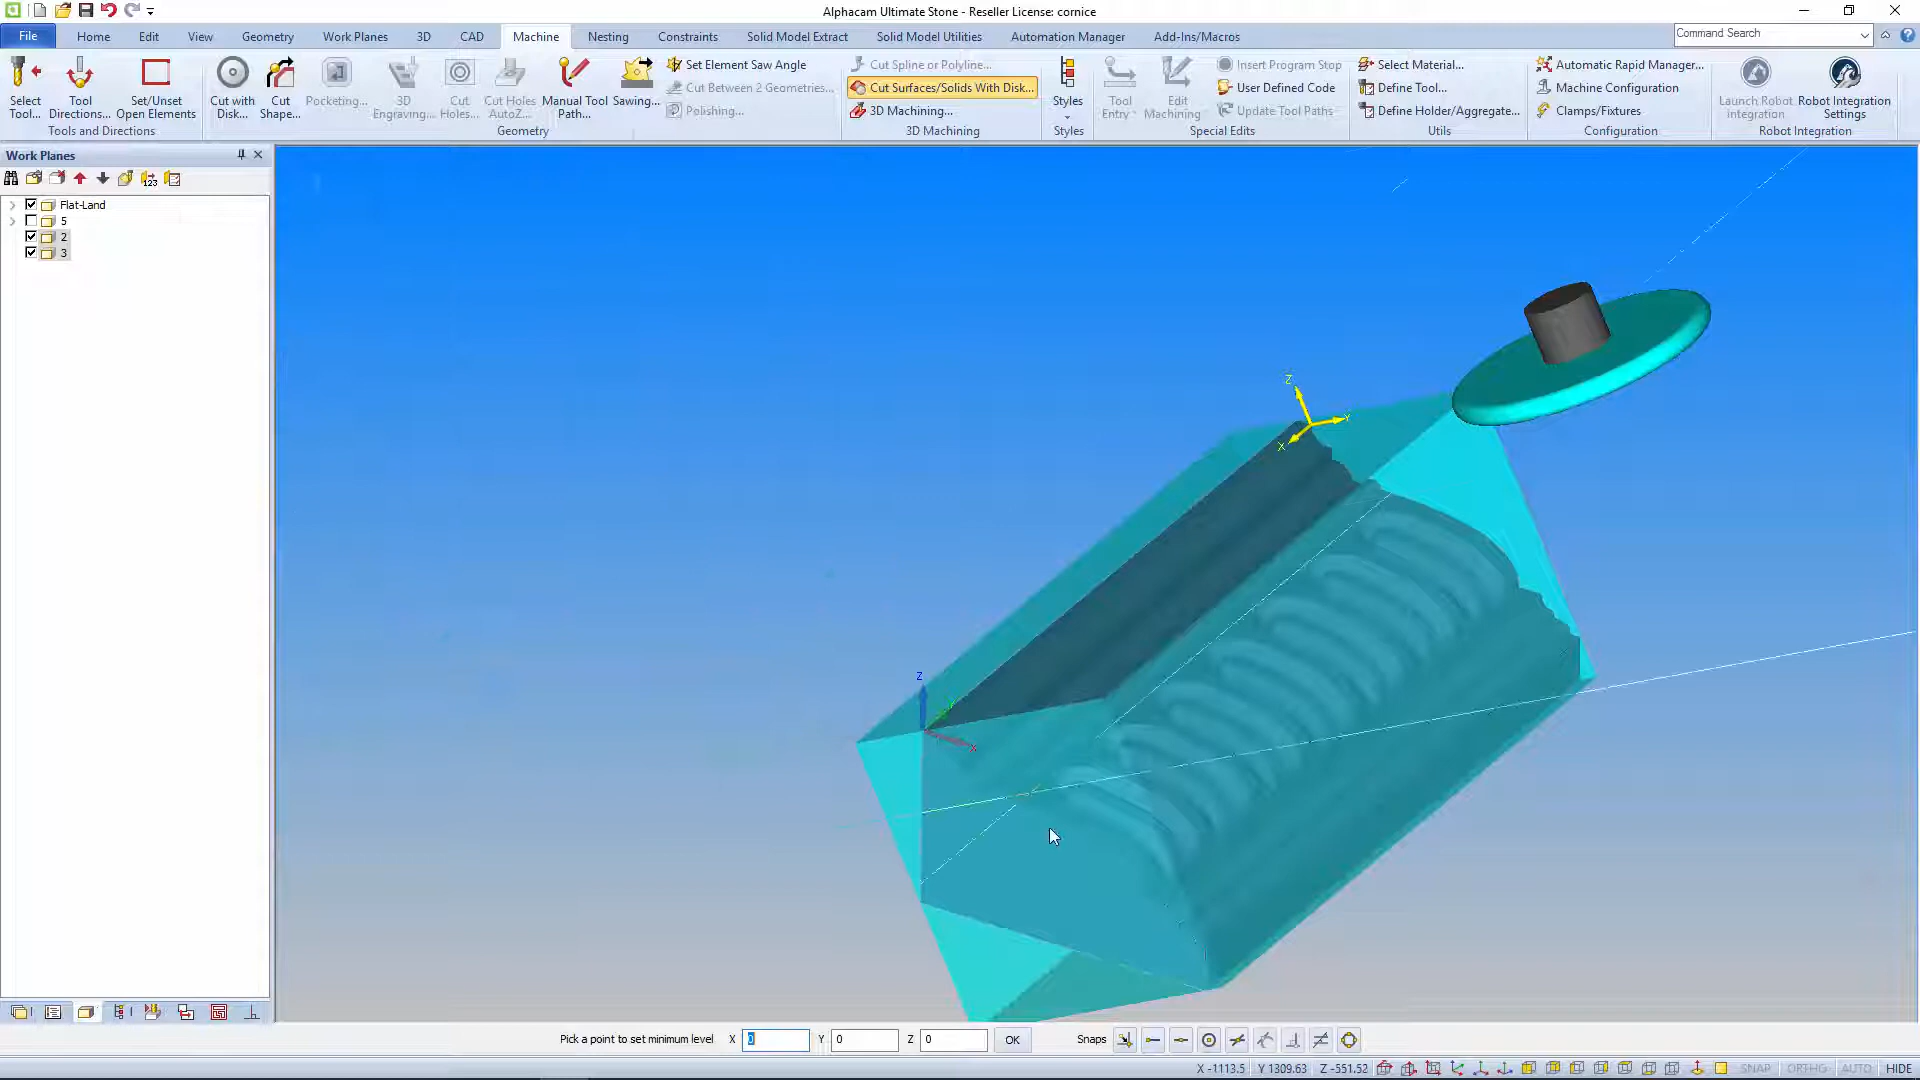 Alphacam Ultimate Stone - Reseller License: cornice
File Home Edit View Geometry Work Planes 3D CAD Machine Nesting Constraints Solid Model Extract Solid Model Utilities Automation Manager Add-Ins/Macros Command Search
Select Tool...
Tool Directions...
Set/Unset Open Elements
Tools and Directions
Cut with Disk...
Cut Shape...
Pocketing...
3D Engraving...
Cut Holes...
Cut Holes AutoZ...
Manual Tool Path...
Sawing...
Set Element Saw Angle
Cut Between 2 Geometries...
Polishing...
Geometry
Cut Spline or Polyline...
Cut Surfaces/Solids With Disk...
3D Machining...
3D Machining
Styles
Styles
Tool Entry
Edit Machining
Insert Program Stop
User Defined Code
Update Tool Paths
Special Edits
Select Material...
Define Tool...
Define Holder/Aggregate...
Utils
Automatic Rapid Manager...
Machine Configuration
Clamps/Fixtures
Configuration
Launch Robot Integration
Robot Integration Settings
Robot Integration
Work Planes
123
Flat-Land
5
2
3
Z
Y
X
Z
X
Pick a point to set minimum level X 0 Y 0 Z 0 OK Snaps
X -1113.5 Y 1309.63 Z -551.52 SNAP ORTHO AUTO HIDE